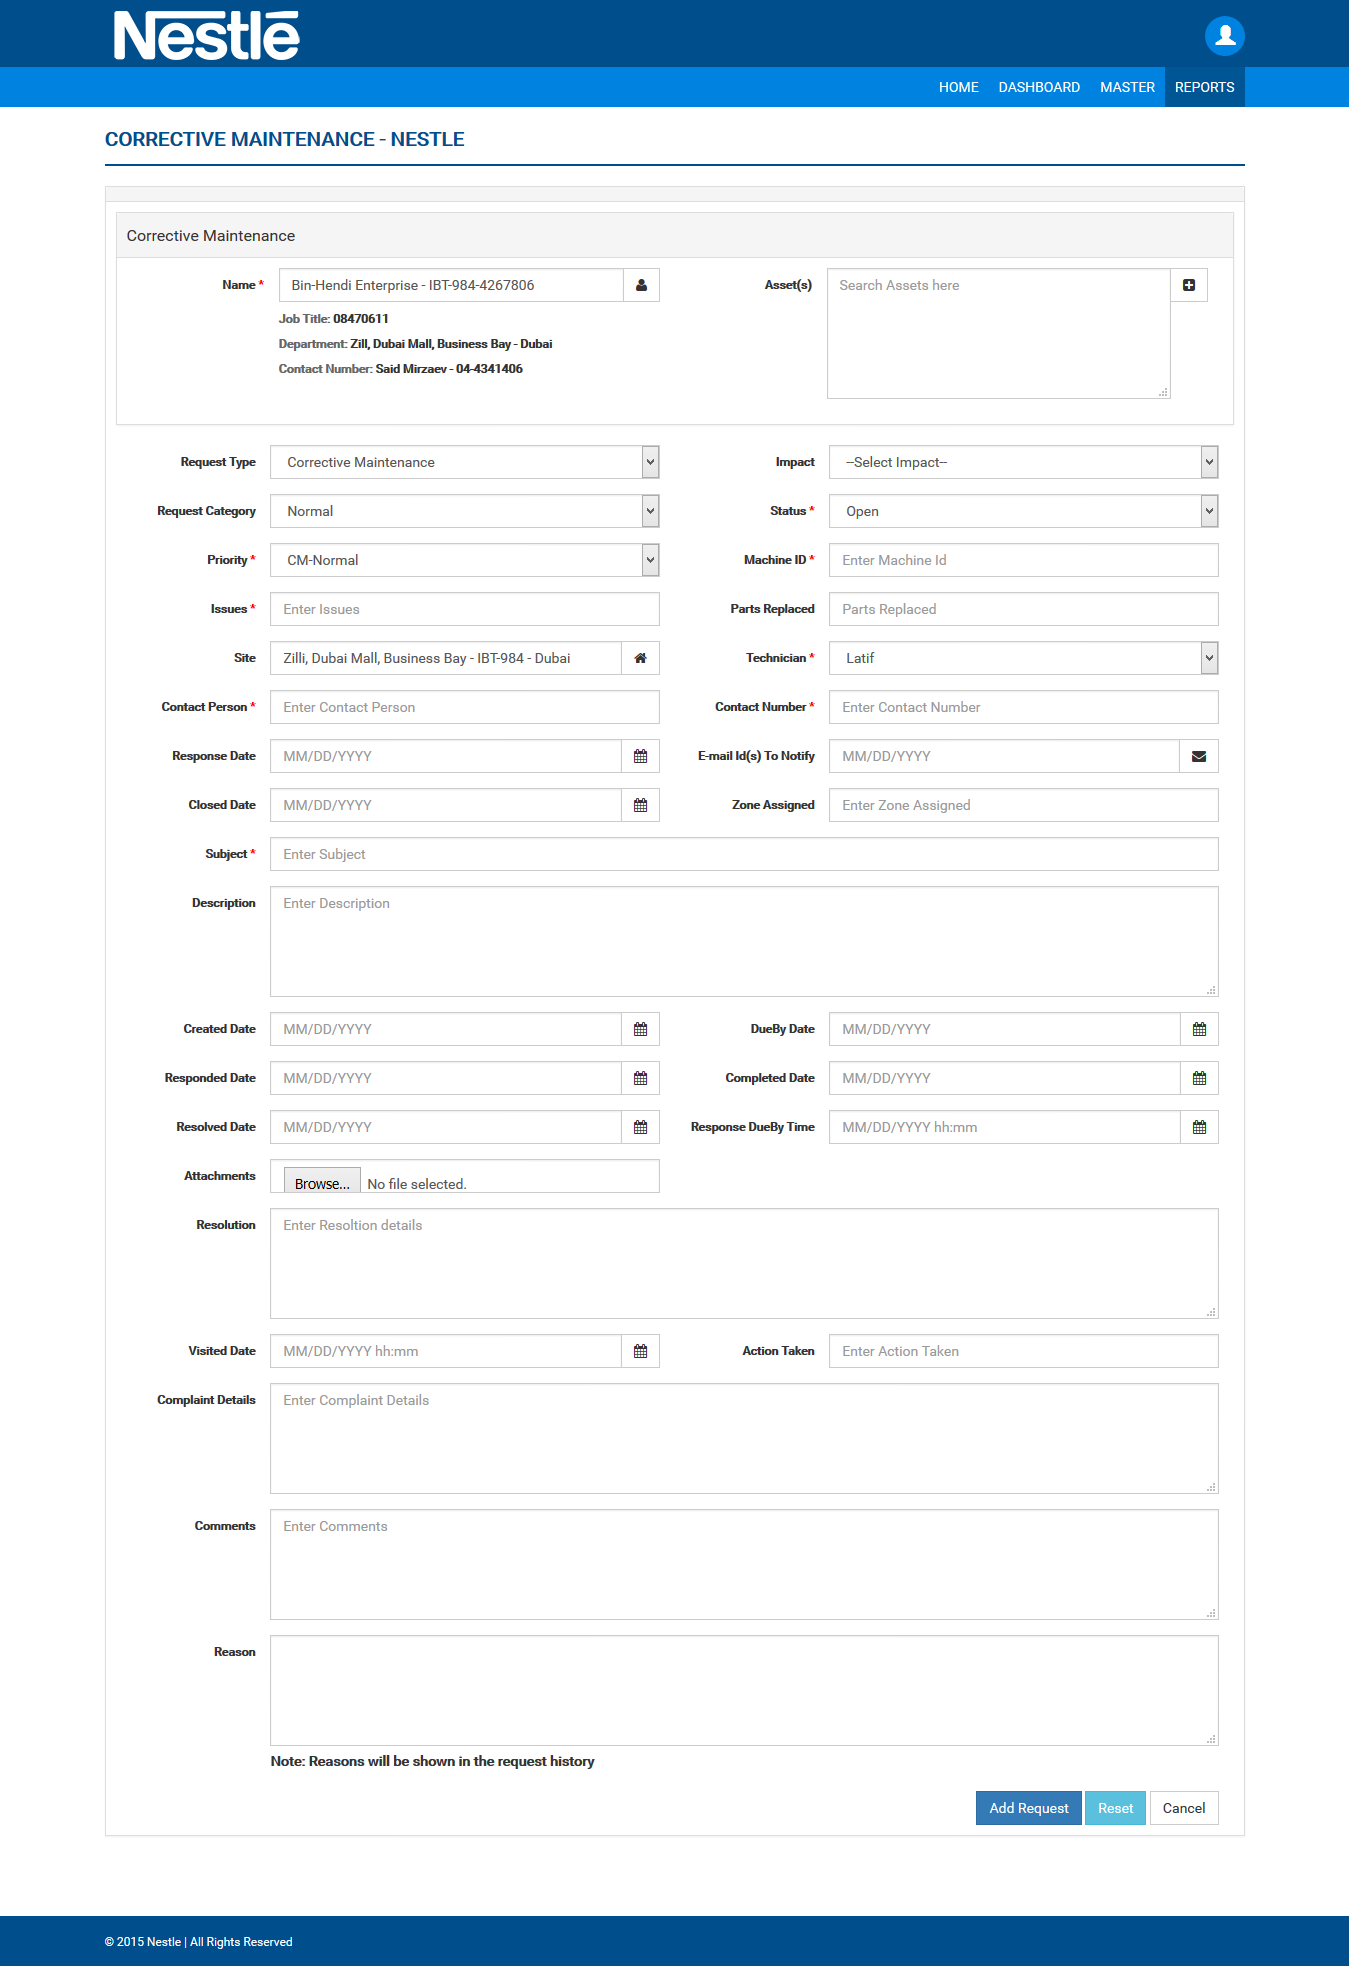 Nestlé
HOME DASHBOARD MASTER REPORTS
CORRECTIVE MAINTENANCE - NESTLE
Corrective Maintenance
Name * Bin-Hendi Enterprise - IBT-984-4267806 Asset(s) Search Assets here
Job Title: 08470611
Department: Zill, Dubai Mall, Business Bay - Dubai
Contact Number: Said Mirzaev - 04-4341406
Request Type Corrective Maintenance Impact --Select Impact--
Request Category Normal Status * Open
Priority * CM-Normal Machine ID * Enter Machine Id
Issues * Enter Issues Parts Replaced Parts Replaced
Site Zilli, Dubai Mall, Business Bay - IBT-984 - Dubai Technician * Latif
Contact Person * Enter Contact Person Contact Number * Enter Contact Number
Response Date MM/DD/YYYY E-mail Id(s) To Notify MM/DD/YYYY
Closed Date MM/DD/YYYY Zone Assigned Enter Zone Assigned
Subject * Enter Subject
Description Enter Description
Created Date MM/DD/YYYY DueBy Date MM/DD/YYYY
Responded Date MM/DD/YYYY Completed Date MM/DD/YYYY
Resolved Date MM/DD/YYYY Response DueBy Time MM/DD/YYYY hh:mm
Attachments Browse... No file selected.
Resolution Enter Resoltion details
Visited Date MM/DD/YYYY hh:mm Action Taken Enter Action Taken
Complaint Details Enter Complaint Details
Comments Enter Comments
Reason
Note: Reasons will be shown in the request history
Add Request Reset Cancel
© 2015 Nestle | All Rights Reserved